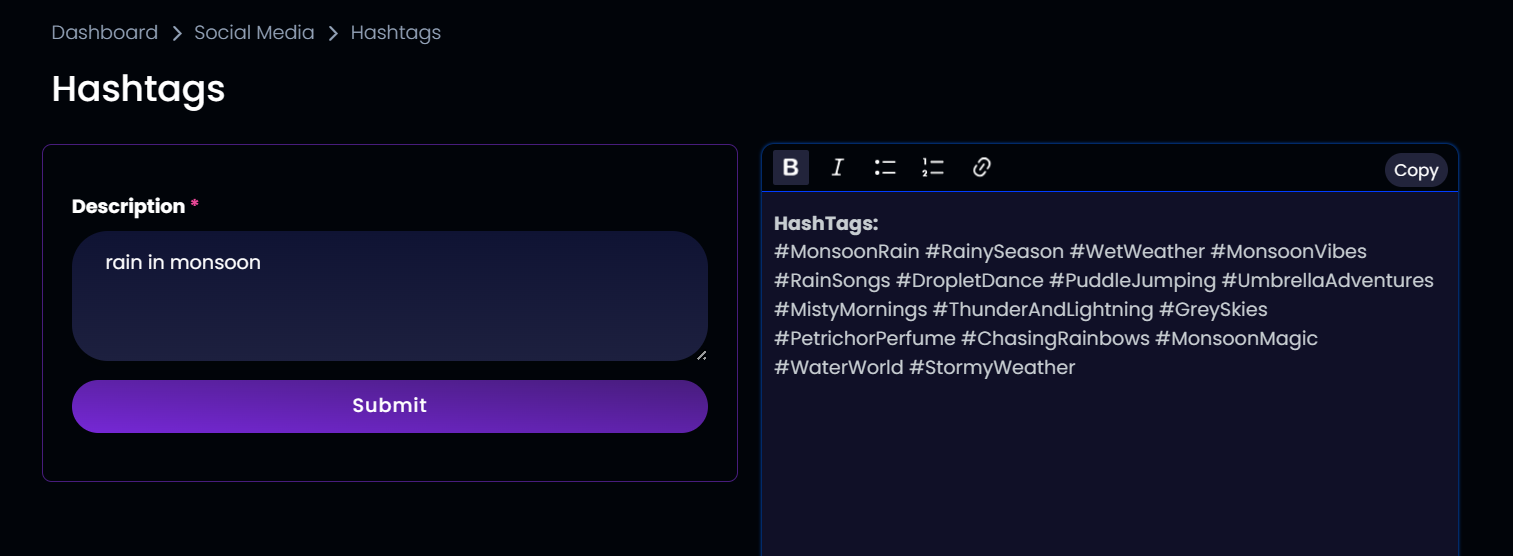 Dashboard > Social Media > Hashtags
Hashtags
Description *
rain in monsoon
Submit
B I Copy
HashTags:
#MonsoonRain #RainySeason #WetWeather #MonsoonVibes
#RainSongs #DropletDance #PuddleJumping #UmbrellaAdventures
#MistyMornings #ThunderAndLightning #GreySkies
#PetrichorPerfume #ChasingRainbows #MonsoonMagic
#WaterWorld #StormyWeather